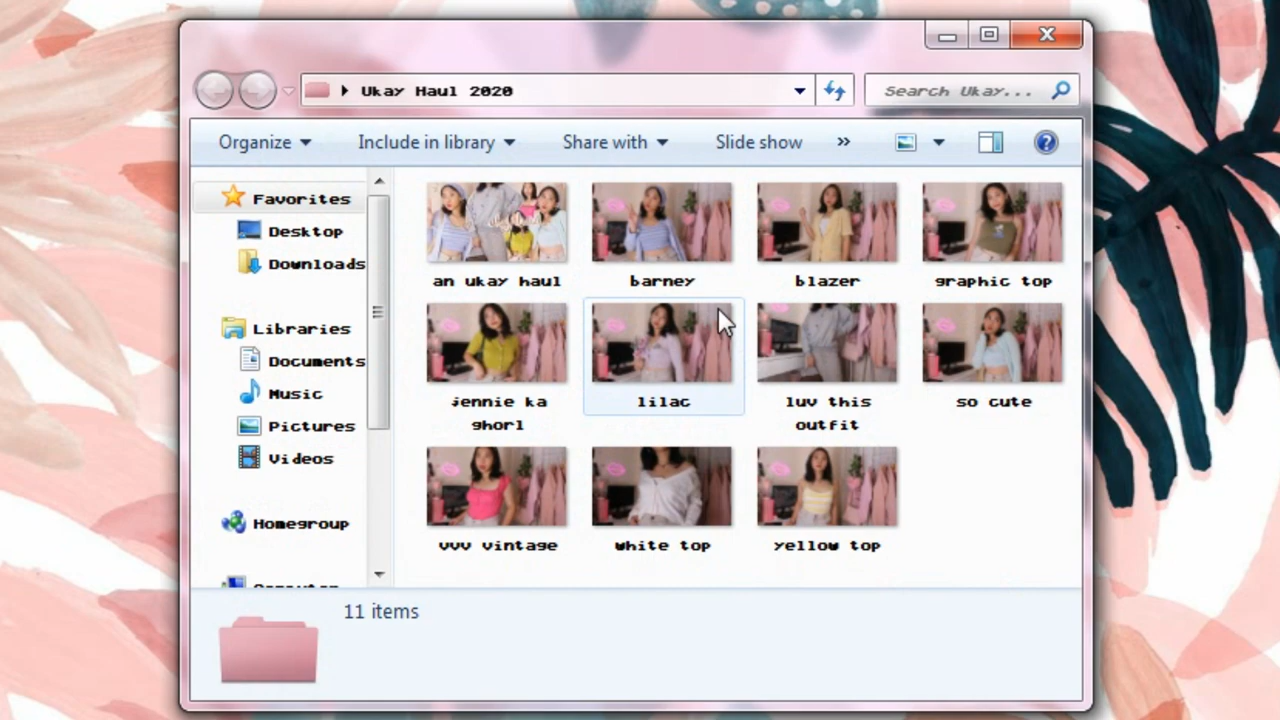 Ukay Haul 2020
Search Ukay...
Organize
Include in library
Share with
Slide show
»
?
Favorites
Desktop
Downloads
Libraries
Documents
Music
Pictures
Videos
Homegroup
an ukay haul
barney
blazer
graphic top
jennie ka
ghorl
lilac
luv this
outfit
so cute
vvv vintage
white top
yellow top
11 items